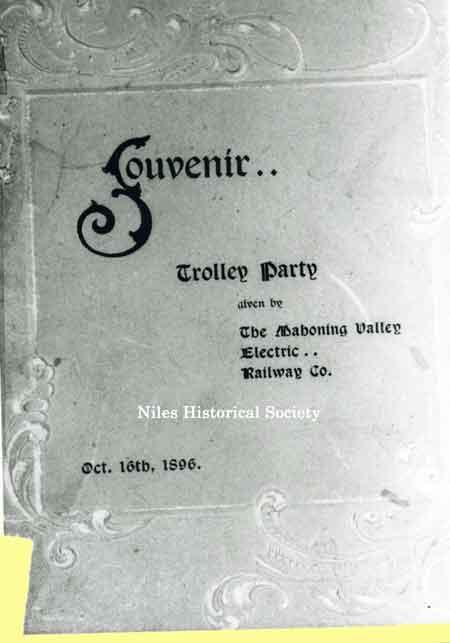 Souvenir..
Trolley Party
given by
The Mahoning Valley
Electric..
Railway Co.
Niles Historical Society
Oct. 16th, 1896.